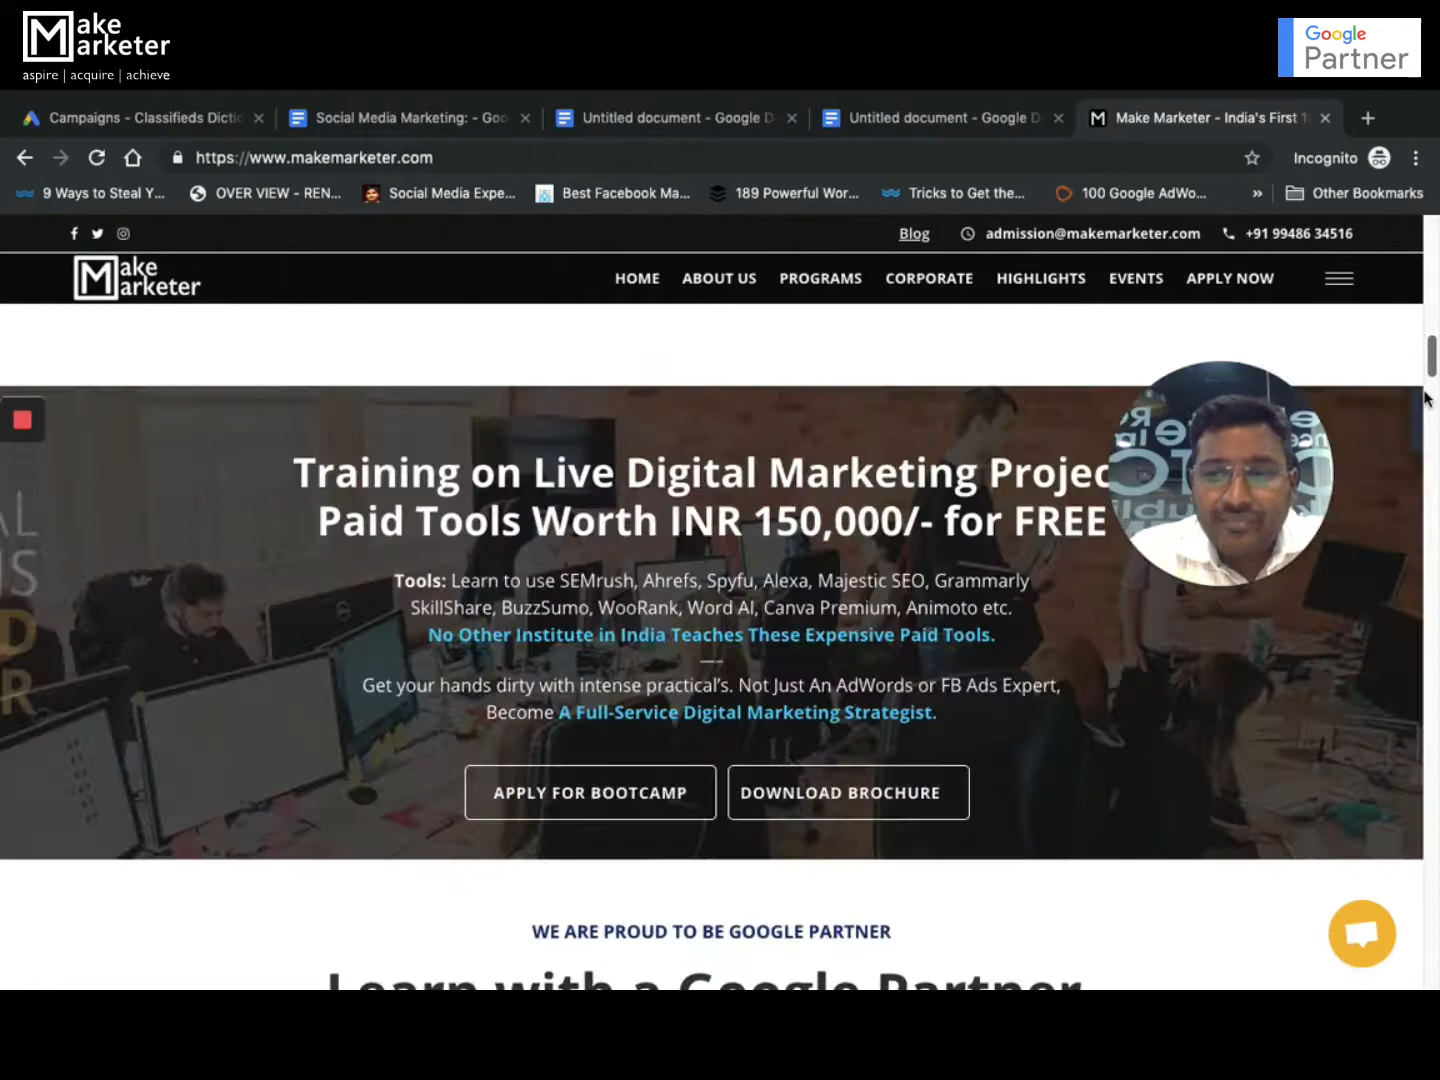 Make
Marketer
aspire | acquire | achieve
Google
Partner
Campaigns - Classifieds Dictic
Social Media Marketing: - Goo
Untitled document - Google D
Untitled document - Google D
Make Marketer - India's First 1
https://www.makemarketer.com
Incognito
9 Ways to Steal Y...
OVER VIEW - REN...
Social Media Expe...
Best Facebook Ma...
189 Powerful Wor...
Tricks to Get the...
100 Google AdWo...
»
Other Bookmarks
Blog
admission@makemarketer.com
+91 99486 34516
Make
Marketer
HOME
ABOUT US
PROGRAMS
CORPORATE
HIGHLIGHTS
EVENTS
APPLY NOW
Training on Live Digital Marketing Projec
Paid Tools Worth INR 150,000/- for FREE
Tools: Learn to use SEMrush, Ahrefs, Spyfu, Alexa, Majestic SEO, Grammarly
SkillShare, BuzzSumo, WooRank, Word AI, Canva Premium, Animoto etc.
No Other Institute in India Teaches These Expensive Paid Tools.
—-
Get your hands dirty with intense practical’s. Not Just An AdWords or FB Ads Expert,
Become A Full-Service Digital Marketing Strategist.
APPLY FOR BOOTCAMP
DOWNLOAD BROCHURE
WE ARE PROUD TO BE GOOGLE PARTNER
Learn with a Google Partner